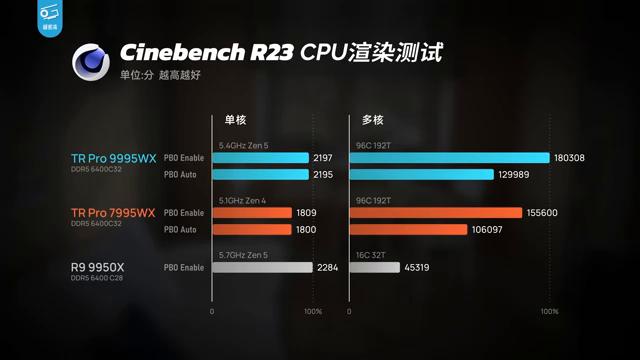 Cinebench R23 CPU渲染测试
单位:分 越高越好
单核
多核
5.4GHz Zen 5
96C 192T
TR Pro 9995WX
DDR5 6400C32
PBO Enable
2197
180308
PBO Auto
2195
129989
5.1GHz Zen 4
96C 192T
TR Pro 7995WX
DDR5 6400C32
PBO Enable
1809
155600
PBO Auto
1800
106097
5.7GHz Zen 5
16C 32T
R9 9950X
DDR5 6400 C28
PBO Enable
2284
45319
0
100%
0
100%